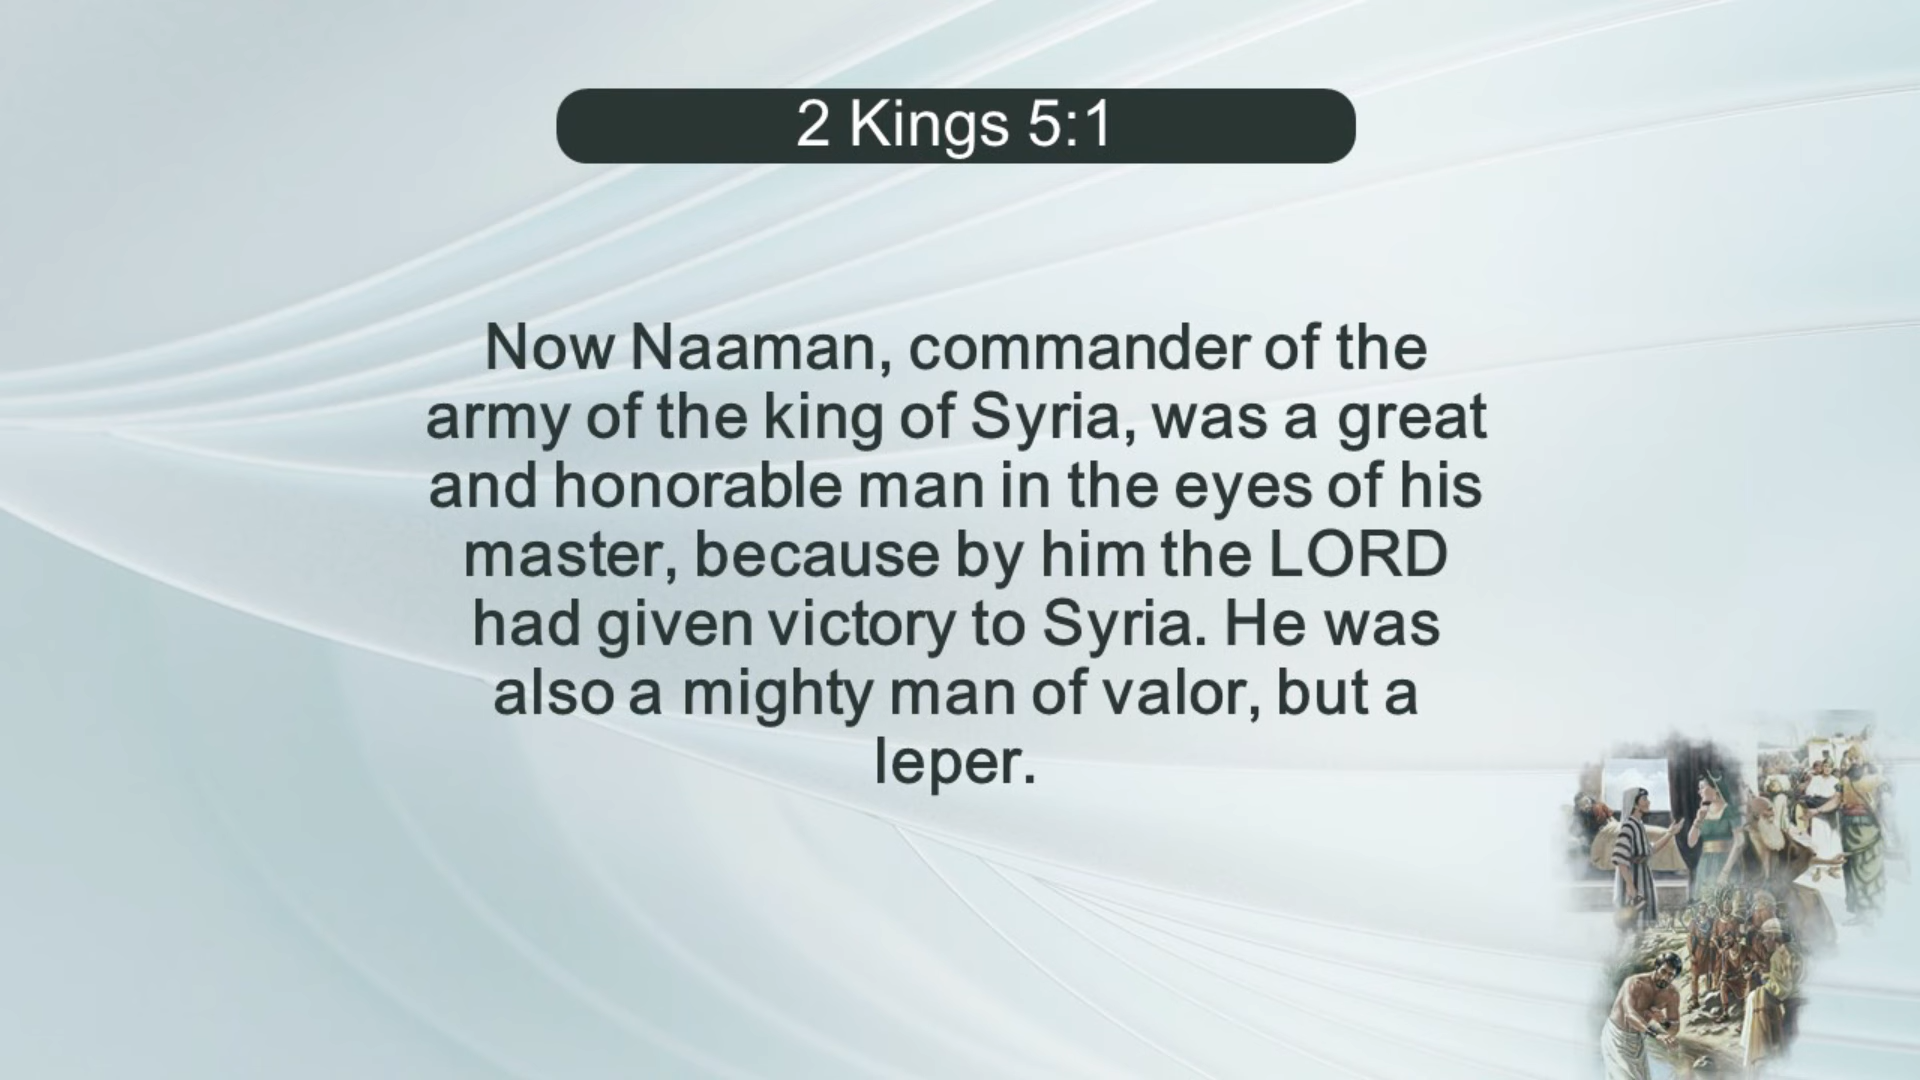 2 Kings 5:1
Now Naaman, commander of the
army of the king of Syria, was a great
and honorable man in the eyes of his
master, because by him the LORD
had given victory to Syria. He was
also a mighty man of valor, but a
leper.